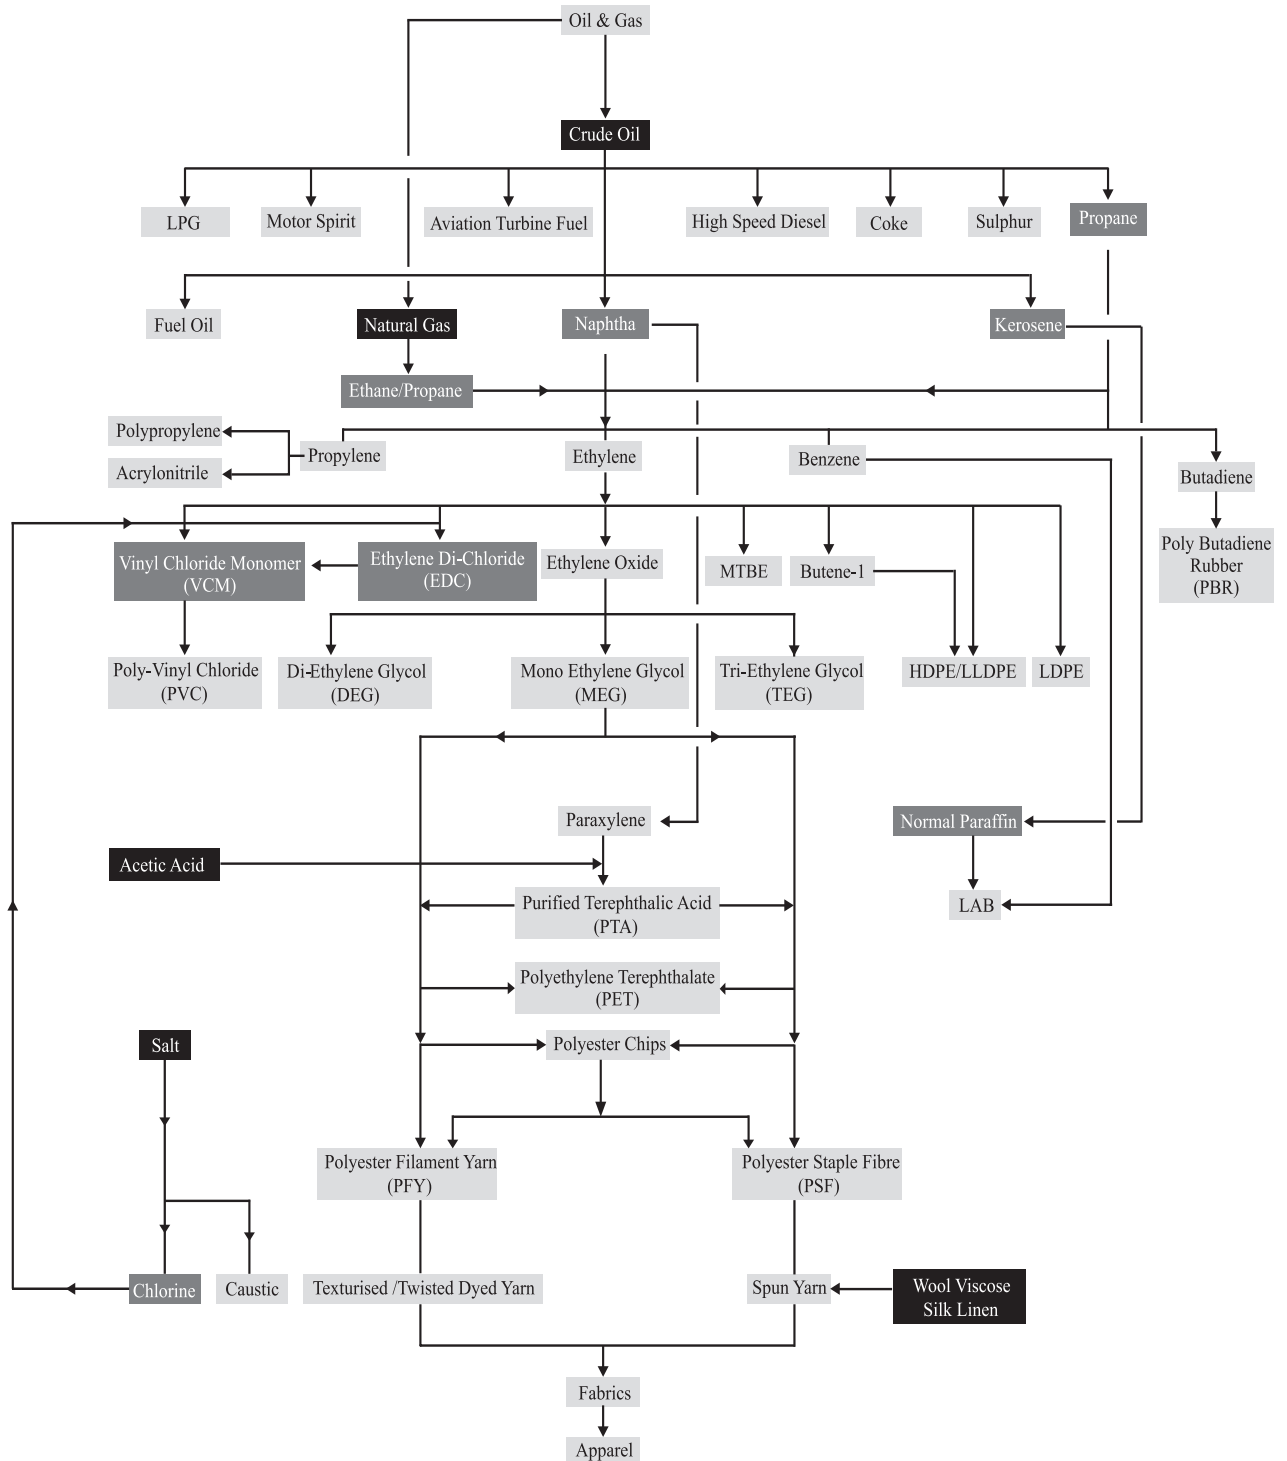 Oil & Gas
Crude Oil
LPG
Motor Spirit
Aviation Turbine Fuel
High Speed Diesel
Coke
Sulphur
Propane
Fuel Oil
Natural Gas
Naphtha
Kerosene
Ethane/Propane
Polypropylene
Propylene
Ethylene
Benzene
Acrylonitrile
Butadiene
Vinyl Chloride Monomer
(VCM)
Ethylene Di-Chloride
(EDC)
Ethylene Oxide
MTBE
Butene-1
Poly Butadiene
Rubber
(PBR)
Poly-Vinyl Chloride
(PVC)
Di-Ethylene Glycol
(DEG)
Mono Ethylene Glycol
(MEG)
Tri-Ethylene Glycol
(TEG)
HDPE/LLDPE
LDPE
Paraxylene
Normal Paraffin
Acetic Acid
Purified Terephthalic Acid
(PTA)
LAB
Polyethylene Terephthalate
(PET)
Salt
Polyester Chips
Polyester Filament Yarn
(PFY)
Polyester Staple Fibre
(PSF)
Chlorine
Caustic
Texturised /Twisted Dyed Yarn
Spun Yarn
Wool Viscose
Silk Linen
Fabrics
Apparel